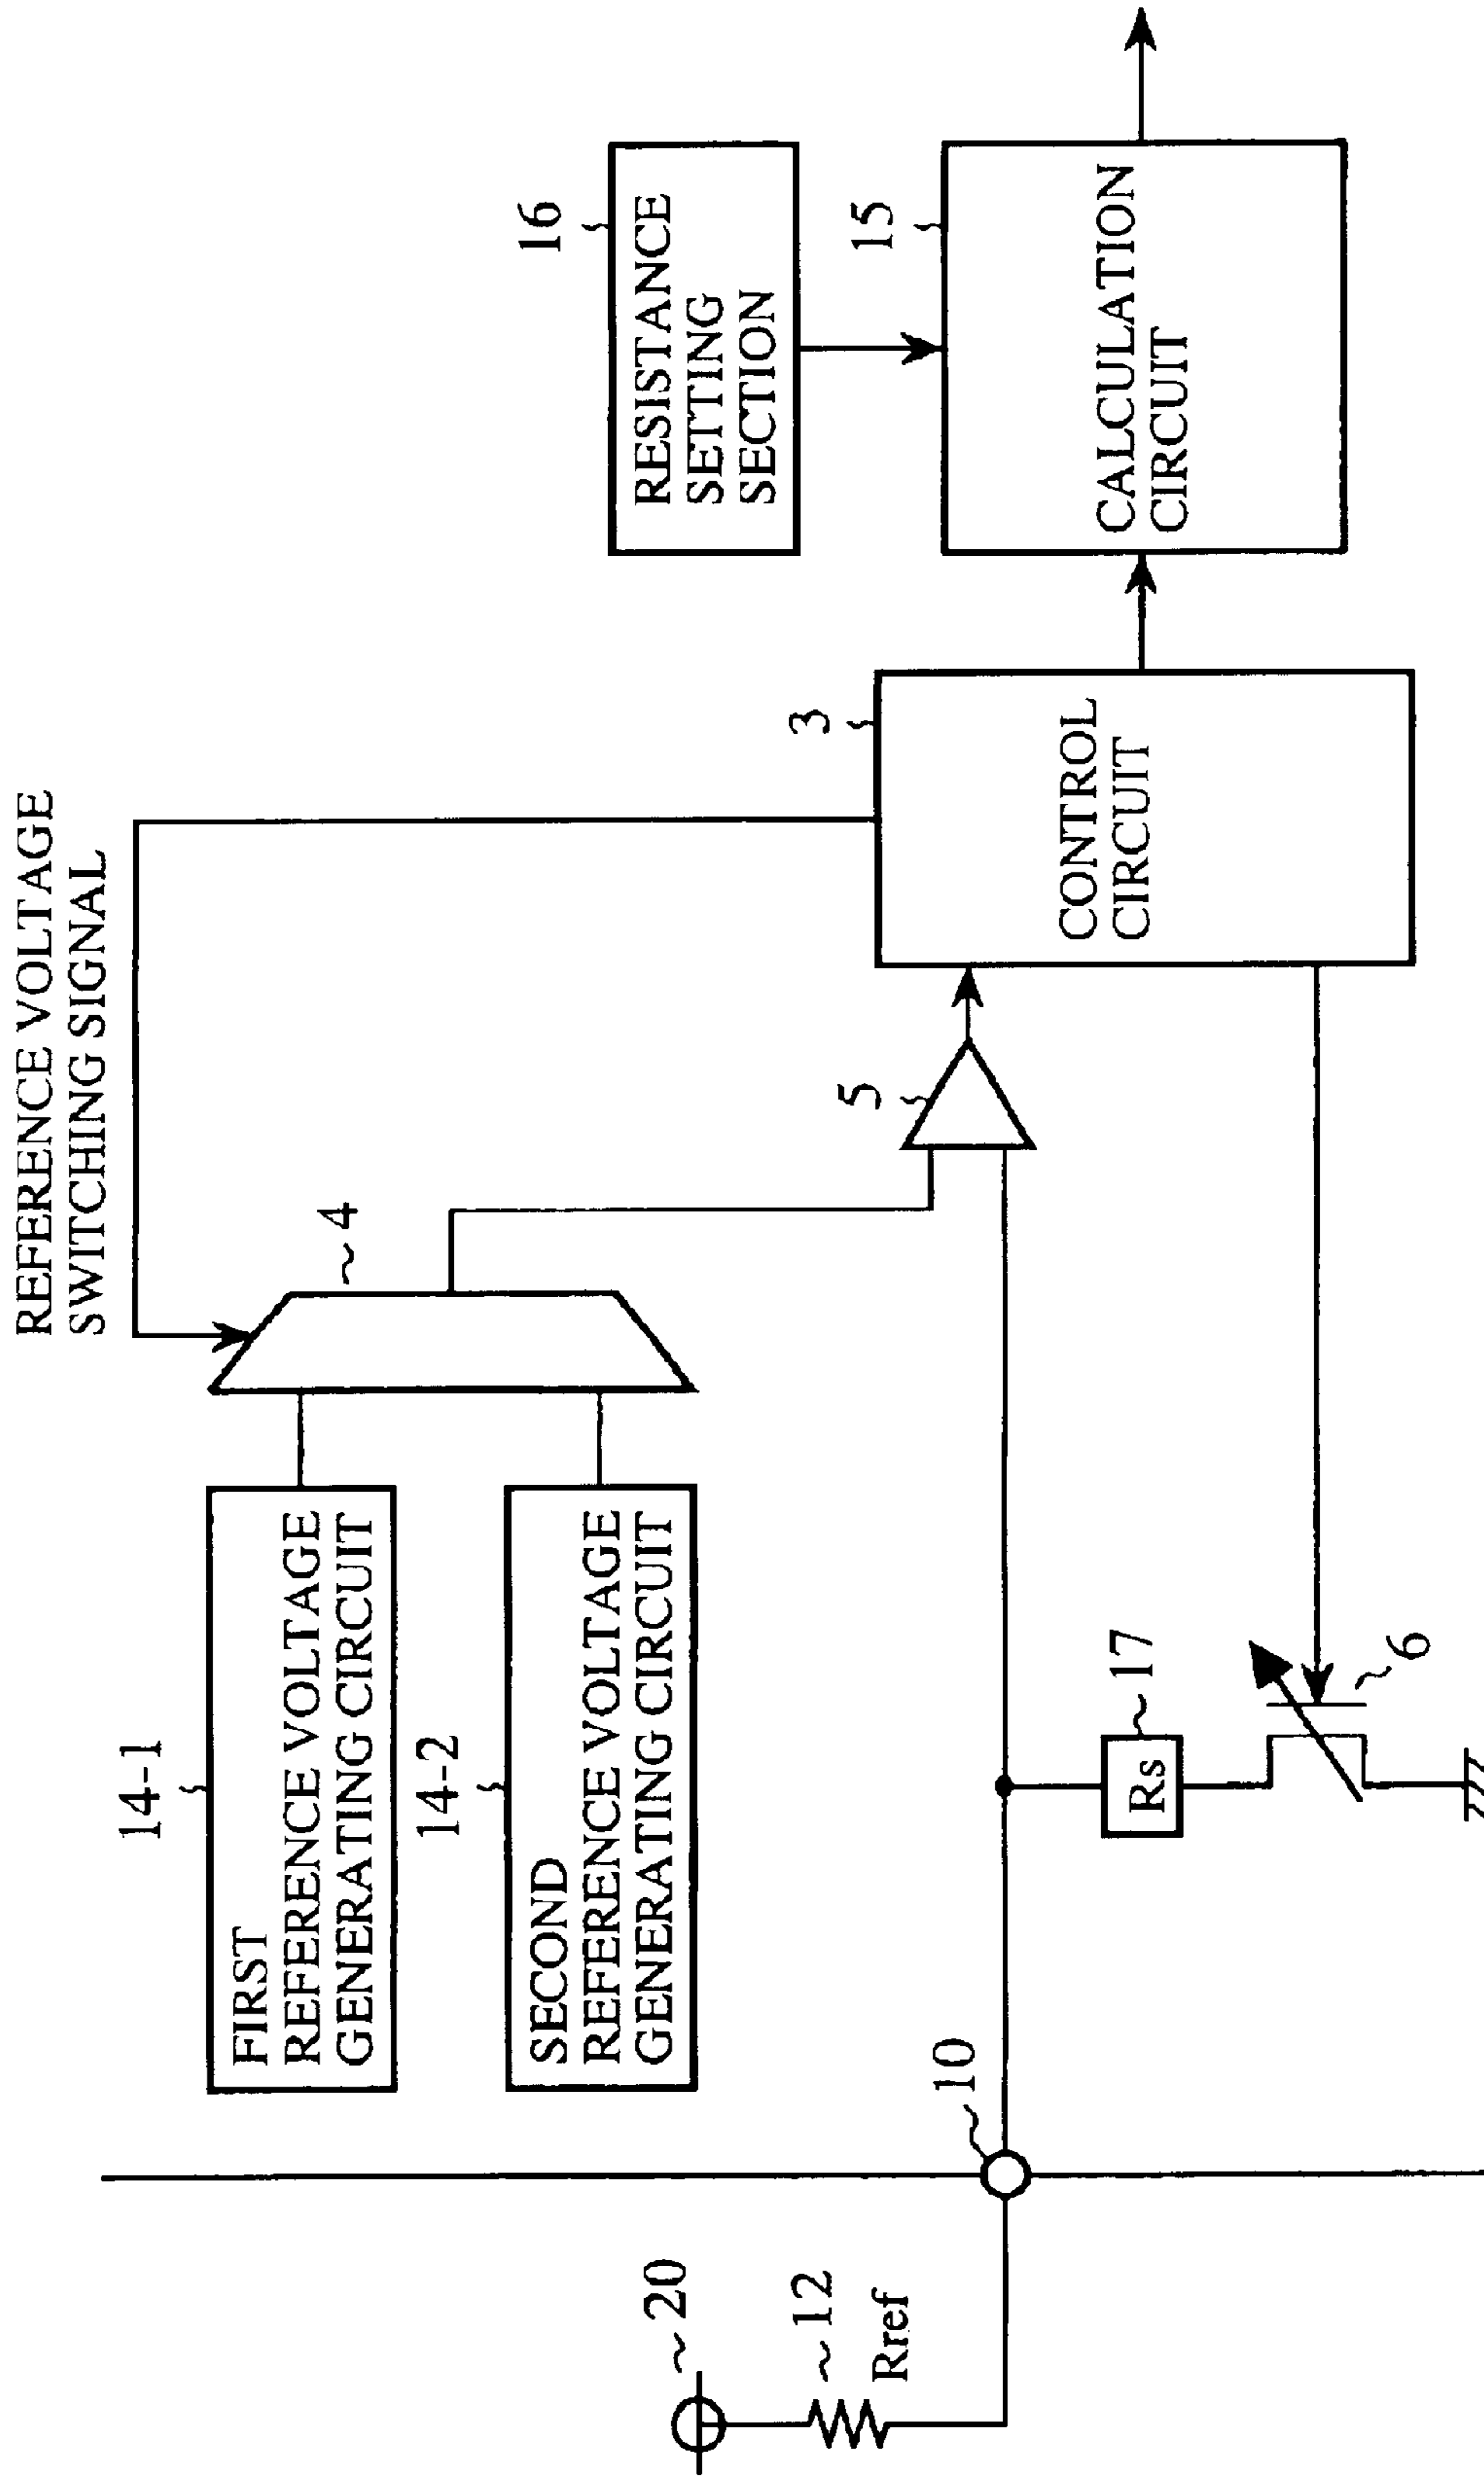 REFERENCE VOLTAGE
SWITCHING SIGNAL
14-1
FIRST
REFERENCE VOLTAGE
GENERATING CIRCUIT
4
14-2
SECOND
REFERENCE VOLTAGE
GENERATING CIRCUIT
16
RESISTANCE
SETTING
SECTION
20
12
Rref
10
5
3
CONTROL
CIRCUIT
15
CALCULATION
CIRCUIT
Rs
17
6